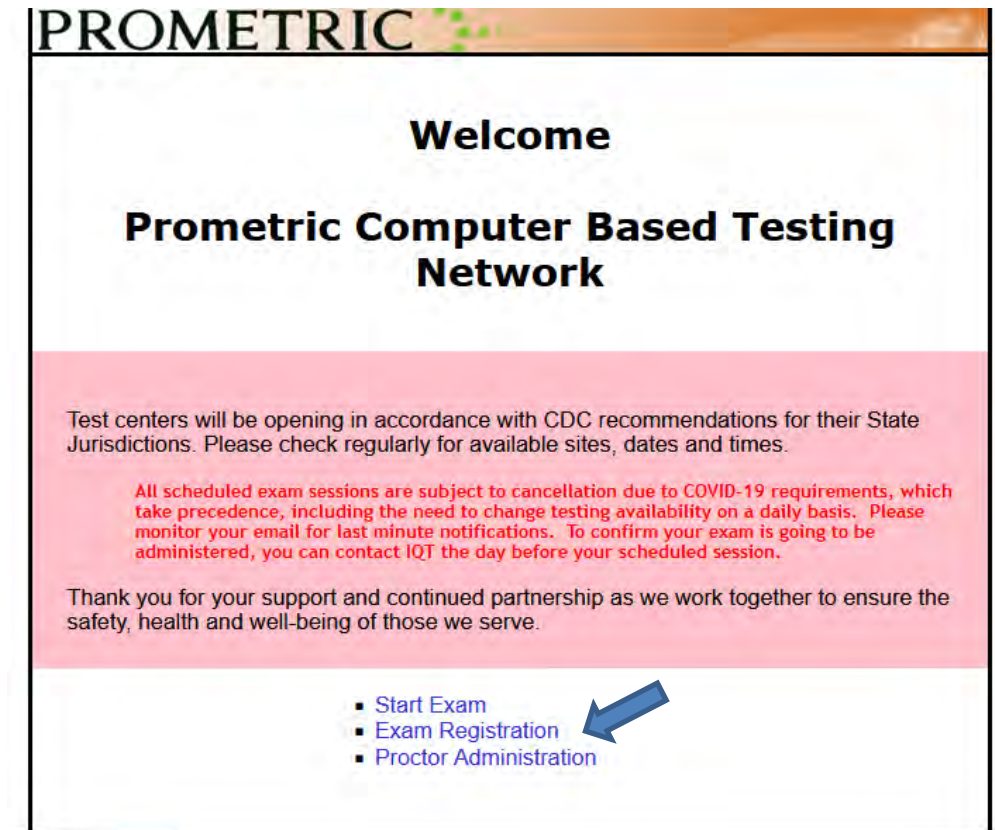 PROMETRIC
Welcome
Prometric Computer Based Testing
Network
Test centers will be opening in accordance with CDC recommendations for their State
Jurisdictions. Please check regularly for available sites, dates and times.
All scheduled exam sessions are subject to cancellation due to COVID-19 requirements, which
take precedence, including the need to change testing availability on a daily basis. Please
monitor your email for last minute notifications. To confirm your exam is going to be
administered, you can contact IQT the day before your scheduled session.
Thank you for your support and continued partnership as we work together to ensure the
safety, health and well-being of those we serve.
Start Exam
Exam Registration
Proctor Administration